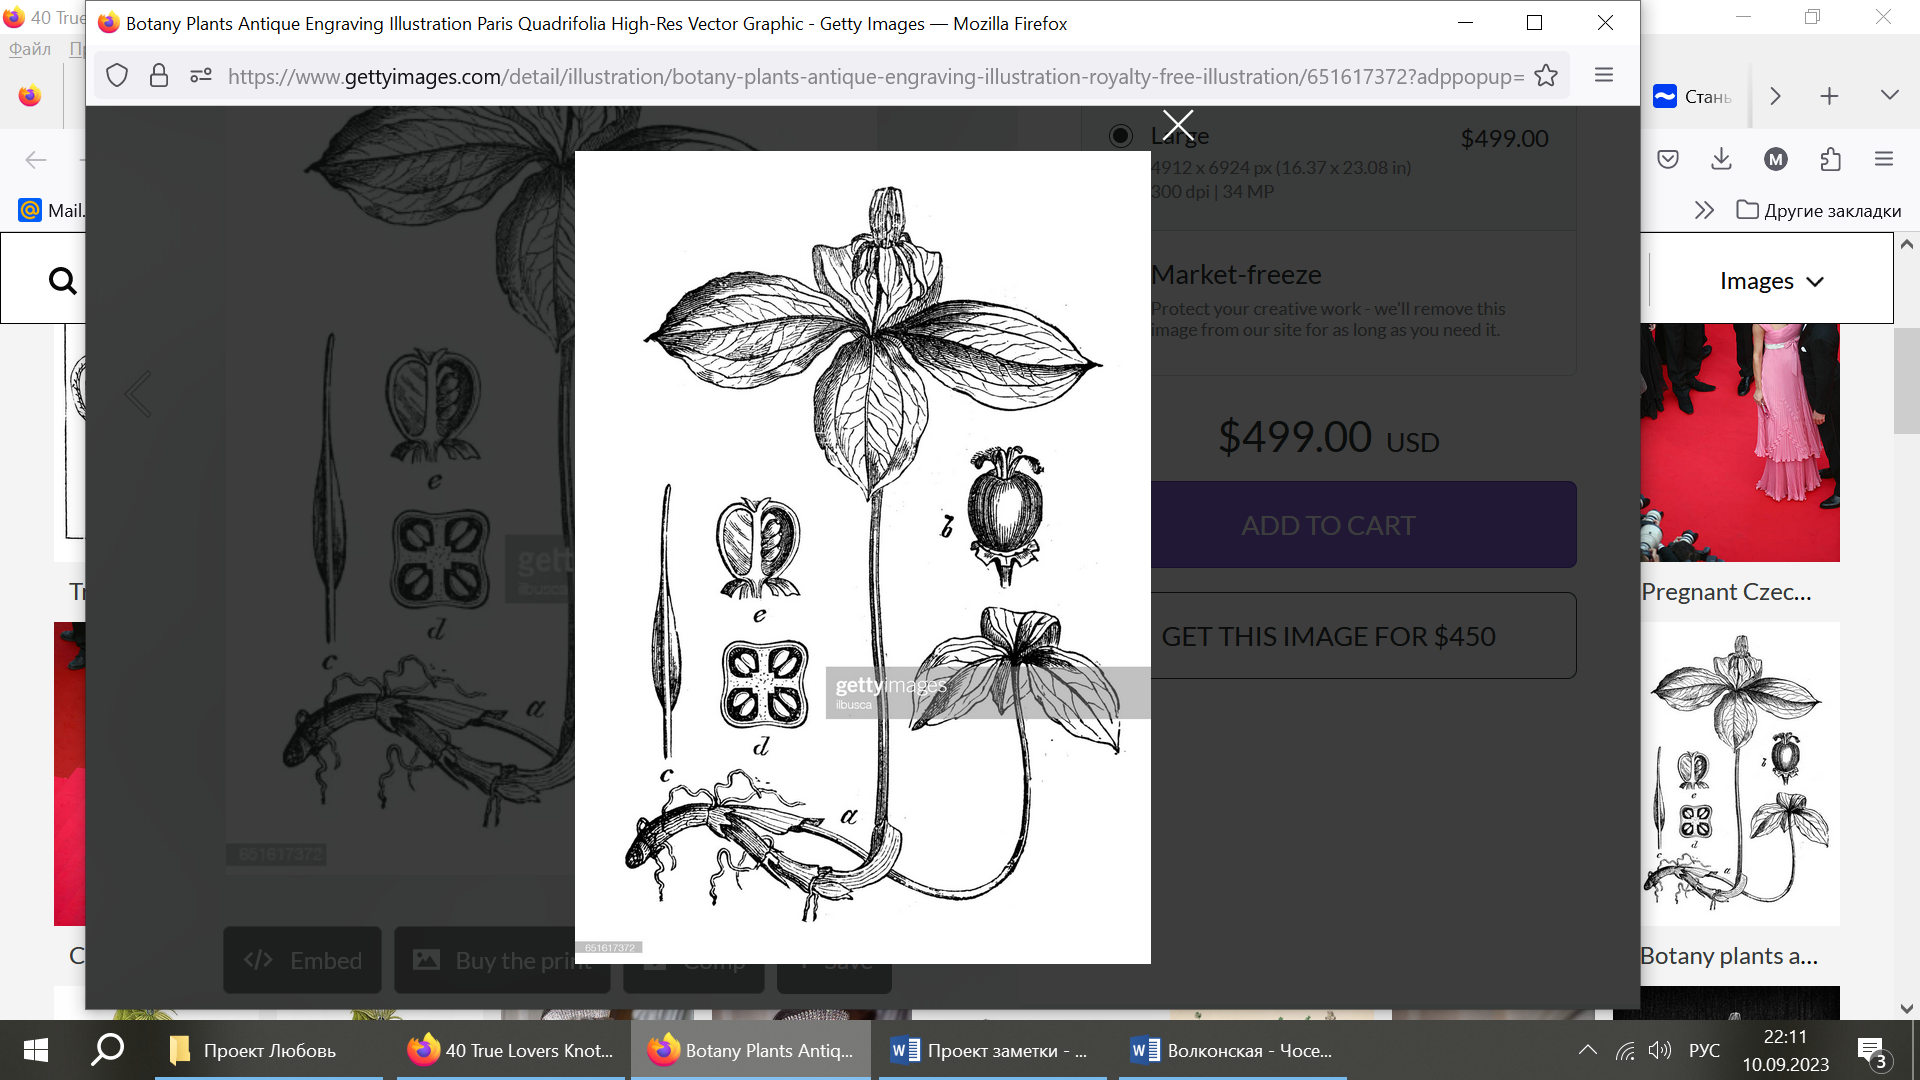 40 True
Botany Plants Antique Engraving Illustration Paris Quadrifolia High-Res Vector Graphic - Getty Images — Mozilla Firefox
Файл
https://www.gettyimages.com/detail/illustration/botany-plants-antique-engraving-illustration-royalty-free-illustration/651617372?adppopup=
Mail.
Стань
M
Другие закладки
Images
Large
$499.00
4912 x 6924 px (16.37 x 23.08 in)
300 dpi | 34 MP
Market-freeze
Protect your creative work - we'll remove this
image from our site for as long as you need it.
$499.00 USD
ADD TO CART
GET THIS IMAGE FOR $450
e
d
c
a
getty
ilbusca
651617372
b
e
d
c
a
gettyimages
ilbusca
651617372
Embed
Buy the print
Comp
Save
Pregnant Czec...
b
e
d
c
a
Botany plants a...
Проект Любовь
40 True Lovers Knot...
Botany Plants Antiq...
Проект заметки - ...
Волконская - Чосе...
РУС
22:11
10.09.2023
3